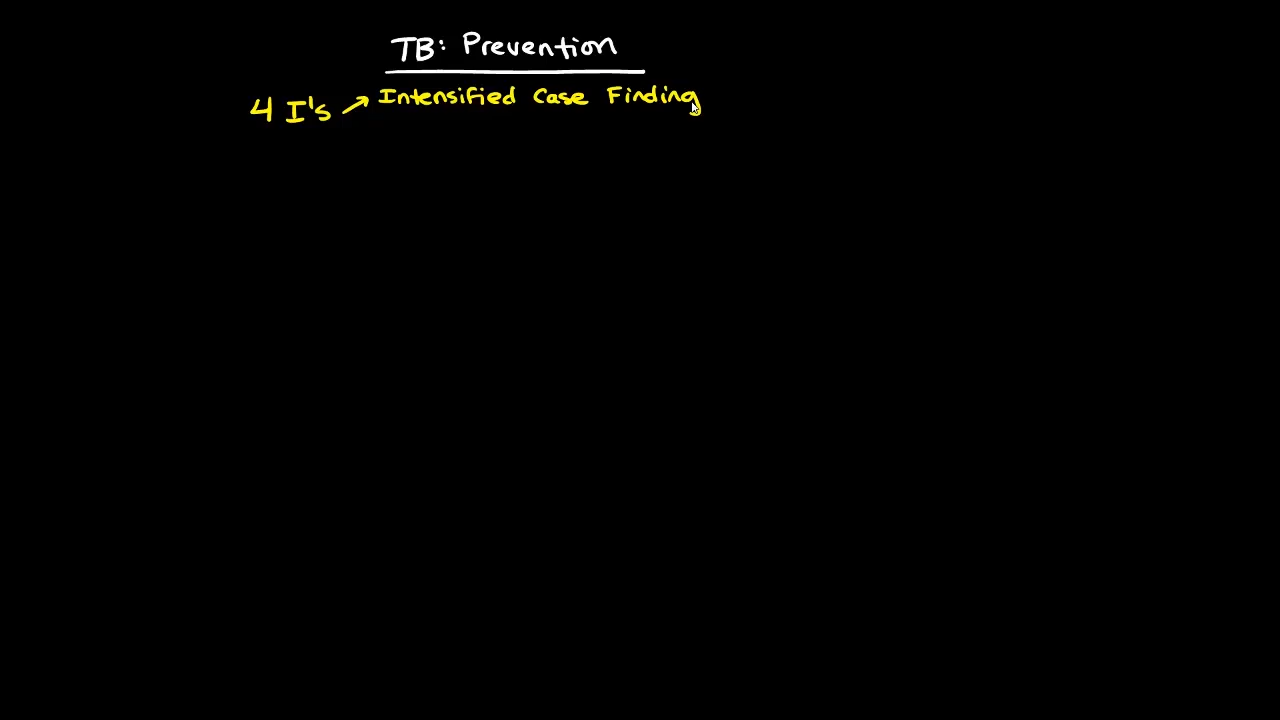 TB: Prevention
4 I's → Intensified Case Finding